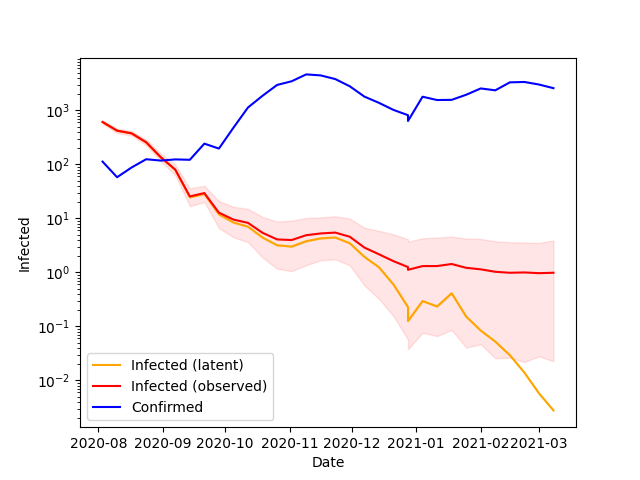 Infected
10³
10²
10¹
10⁰
10⁻¹
10⁻²
Infected (latent)
Infected (observed)
Confirmed
2020-08 2020-09 2020-10 2020-11 2020-12 2021-01 2021-02 2021-03
Date